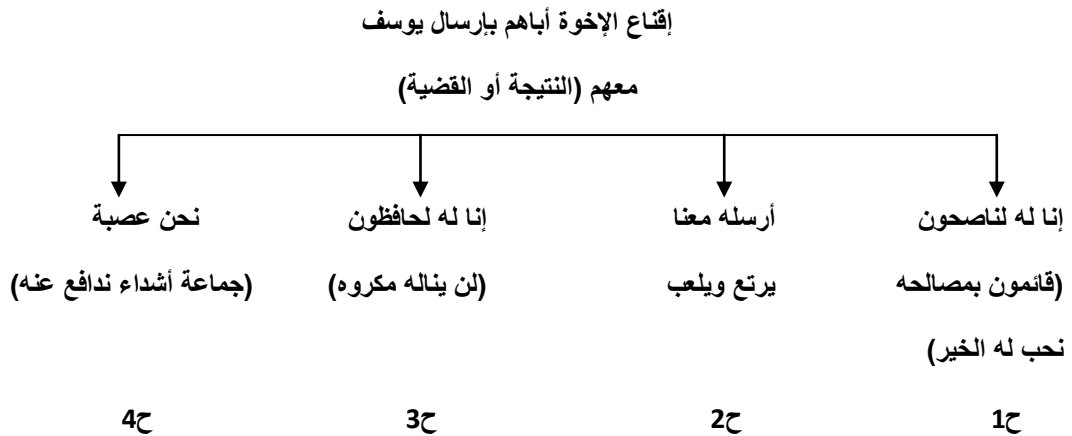 إقناع الإخوة أباهم بإرسال يوسف
معهم (النتيجة أو القضية)
إنا له لناصحون
(قائمون بمصالحه
نحب له الخير)
ح1
أرسله معنا
يرتع ويلعب
ح2
إنا له لحافظون
(لن يناله مكروه)
ح3
نحن عصبة
(جماعة أشداء ندافع عنه)
ح4